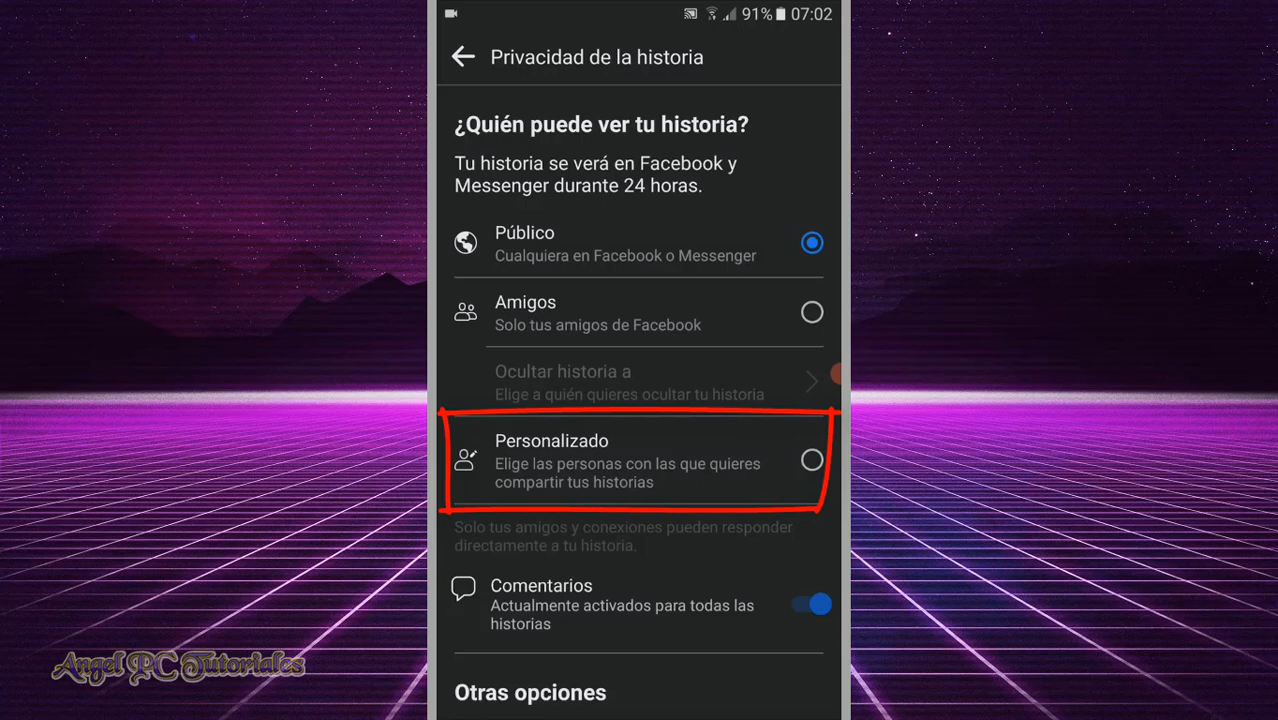 91% 07:02
Privacidad de la historia
¿Quién puede ver tu historia?
Tu historia se verá en Facebook y
Messenger durante 24 horas.
Público
Cualquiera en Facebook o Messenger
Amigos
Solo tus amigos de Facebook
Ocultar historia a
Elige a quién quieres ocultar tu historia
Personalizado
Elige las personas con las que quieres
compartir tus historias
Solo tus amigos y conexiones pueden responder
directamente a tu historia.
Comentarios
Actualmente activados para todas las
historias
Angel PC Tutoriales
Otras opciones